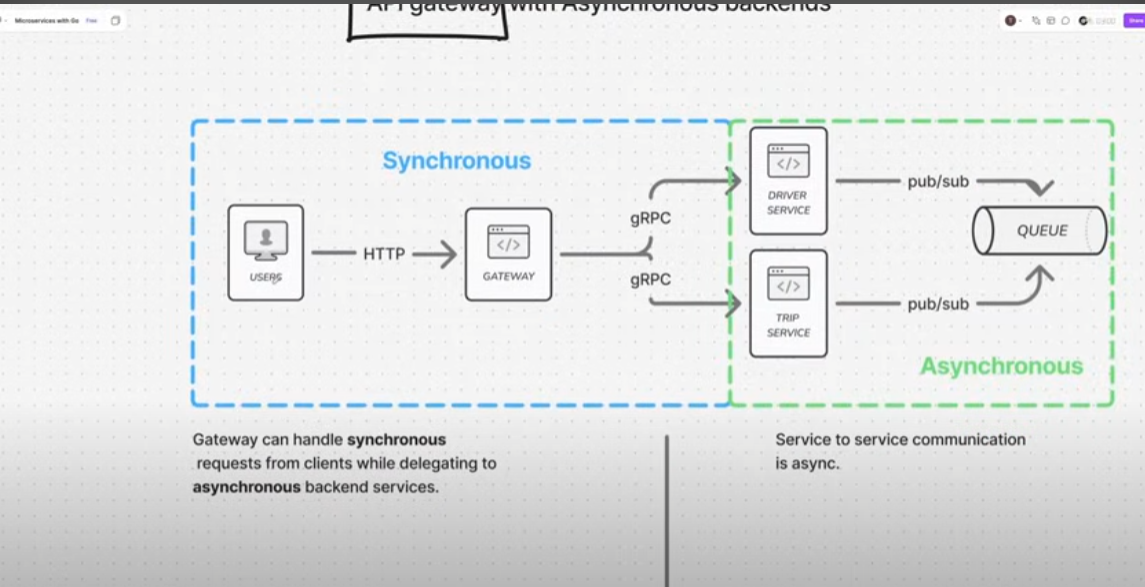 Microservices with Go Free
Share
API gateway with Asynchronous backends
Synchronous
USERS
HTTP
GATEWAY
gRPC
gRPC
DRIVER
SERVICE
TRIP
SERVICE
pub/sub
pub/sub
QUEUE
Asynchronous
Gateway can handle synchronous
requests from clients while delegating to
asynchronous backend services.
Service to service communication
is async.